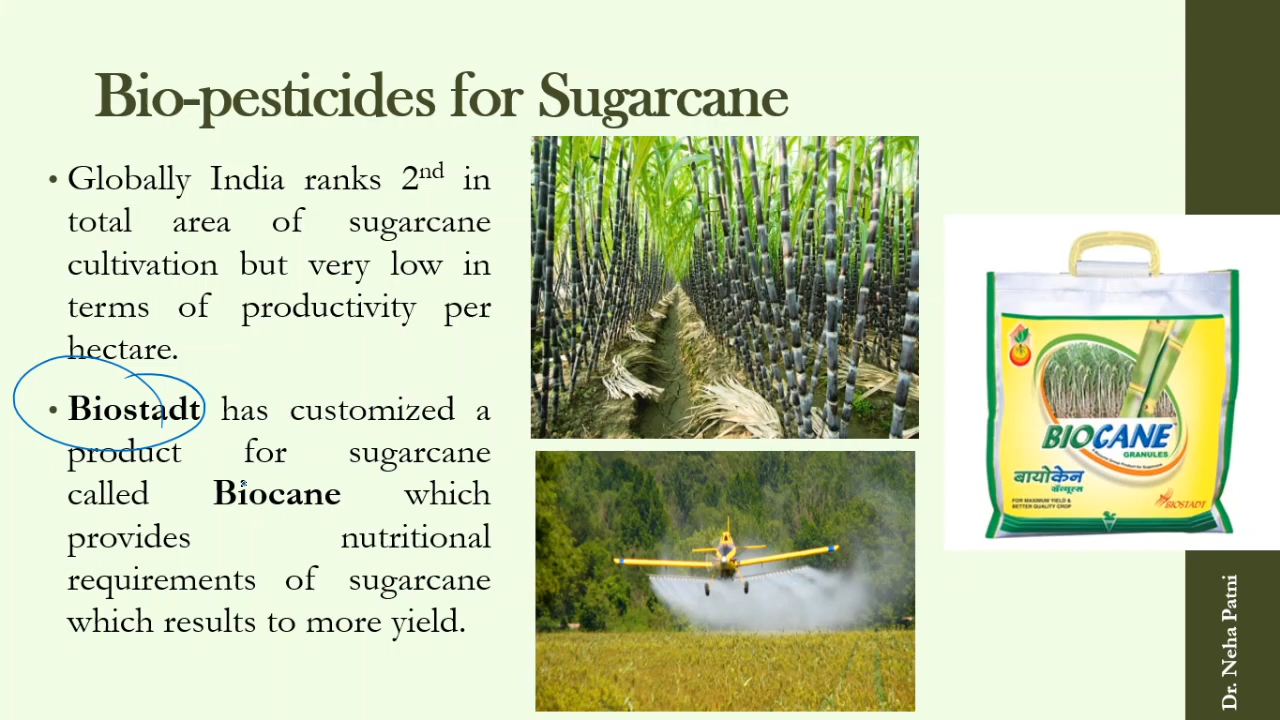 Bio-pesticides for Sugarcane
• Globally India ranks 2nd in
total area of sugarcane
cultivation but very low in
terms of productivity per
hectare.
• Biostadt has customized a
product for sugarcane
called Biocane which
provides nutritional
requirements of sugarcane
which results to more yield.
BIOCANE
GRANULES
बायोकेन
FOR MAXIMUM YIELD &
BETTER QUALITY CROP
BIOSTADT
Dr. Neha Patni